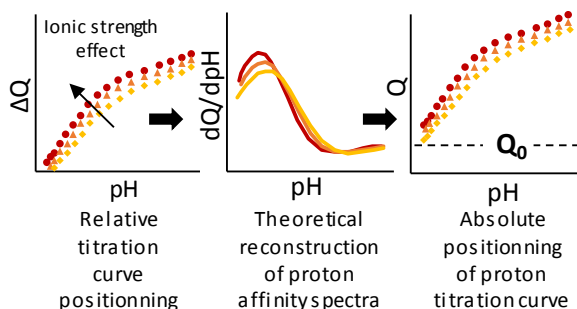 Ionic strength
effect
ΔQ
pH
dQ/dpH
pH
Q
Q₀
pH
Relative
titration
curve
positionning
Theoretical
reconstruction
of proton
affinity spectra
Absolute
positionning
of proton
titration curve